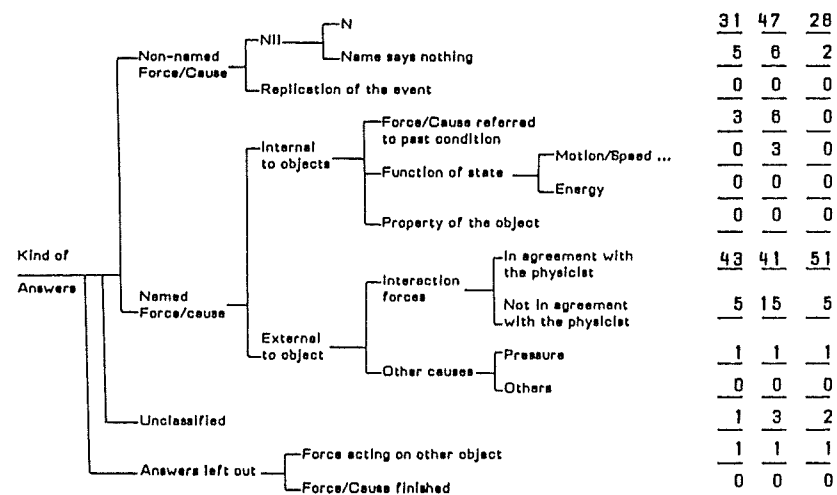 N 31 47 28
NII
Non-named
Force/Cause
Name says nothing 5 6 2
Replication of the event 0 0 0
Force/Cause referred
to past condition 3 6 0
Internal
to objects
Motion/Speed ... 0 3 0
Function of state
Energy 0 0 0
Property of the object 0 0 0
Kind of
Answers
In agreement with
the physicist 43 41 51
Interaction
forces
Named
Force/cause
Not in agreement
with the physicist 5 15 5
External
to object
Pressure 1 1 1
Other causes
Others 0 0 0
Unclassified 1 3 2
Force acting on other object 1 1 1
Answers left out
Force/Cause finished 0 0 0